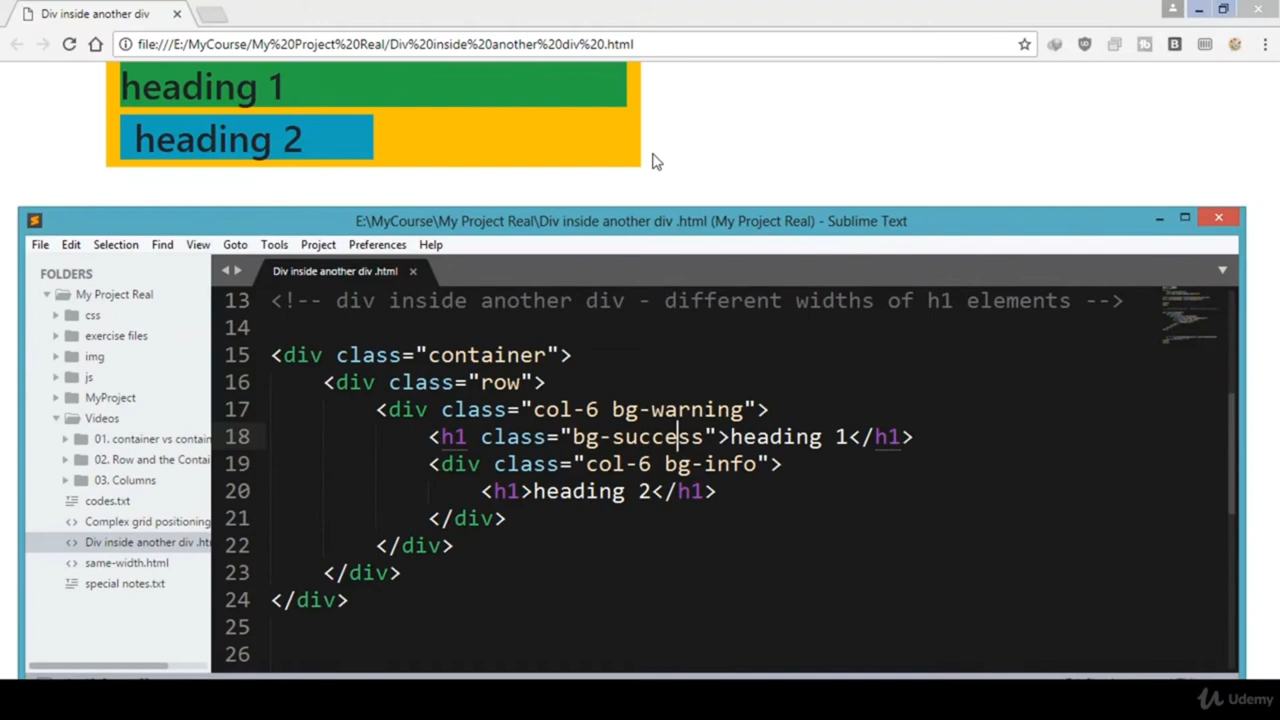 Div inside another div
file:///E:/MyCourse/My%20Project%20Real/Div%20inside%20another%20div%20.html
heading 1
heading 2
E:\MyCourse\My Project Real\Div inside another div .html (My Project Real) - Sublime Text
File Edit Selection Find View Goto Tools Project Preferences Help
FOLDERS
My Project Real
css
exercise files
img
js
MyProject
Videos
01. container vs contain
02. Row and the Contai
03. Columns
codes.txt
Complex grid positioning
Div inside another div .ht
same-width.html
special notes.txt
Div inside another div .html
13 <!-- div inside another div - different widths of h1 elements -->
14
15 <div class="container">
16 <div class="row">
17 <div class="col-6 bg-warning">
18 <h1 class="bg-success">heading 1</h1>
19 <div class="col-6 bg-info">
20 <h1>heading 2</h1>
21 </div>
22 </div>
23 </div>
24 </div>
25
26
Udemy